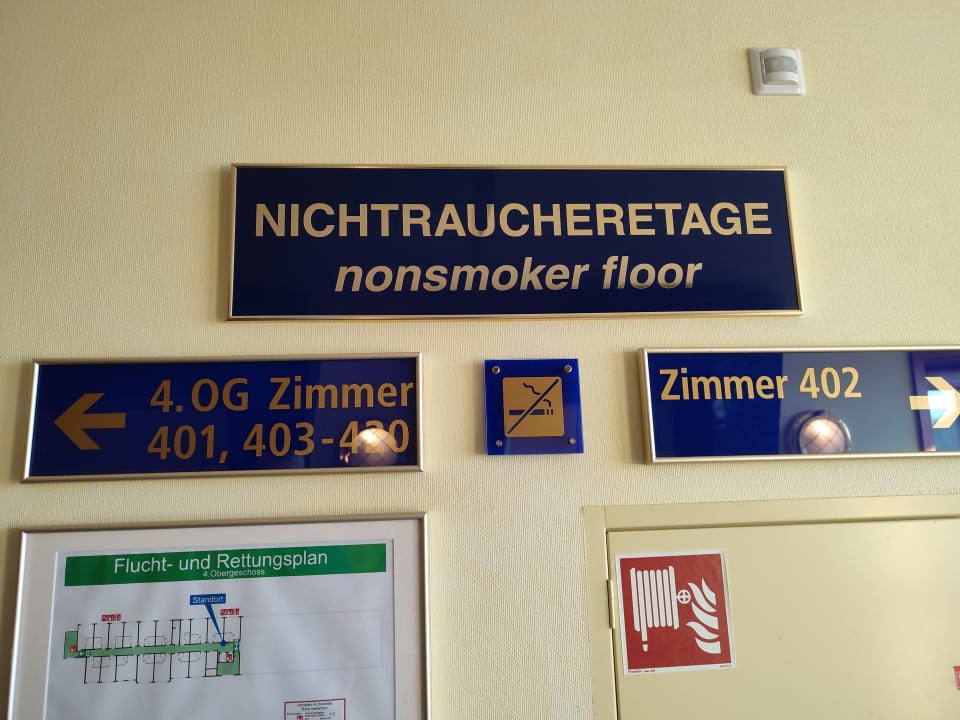 NICHTRAUCHERETAGE
nonsmoker floor
4. OG Zimmer
401, 403-420
Zimmer 402
Flucht- und Rettungsplan
4.Obergeschoss
Standort